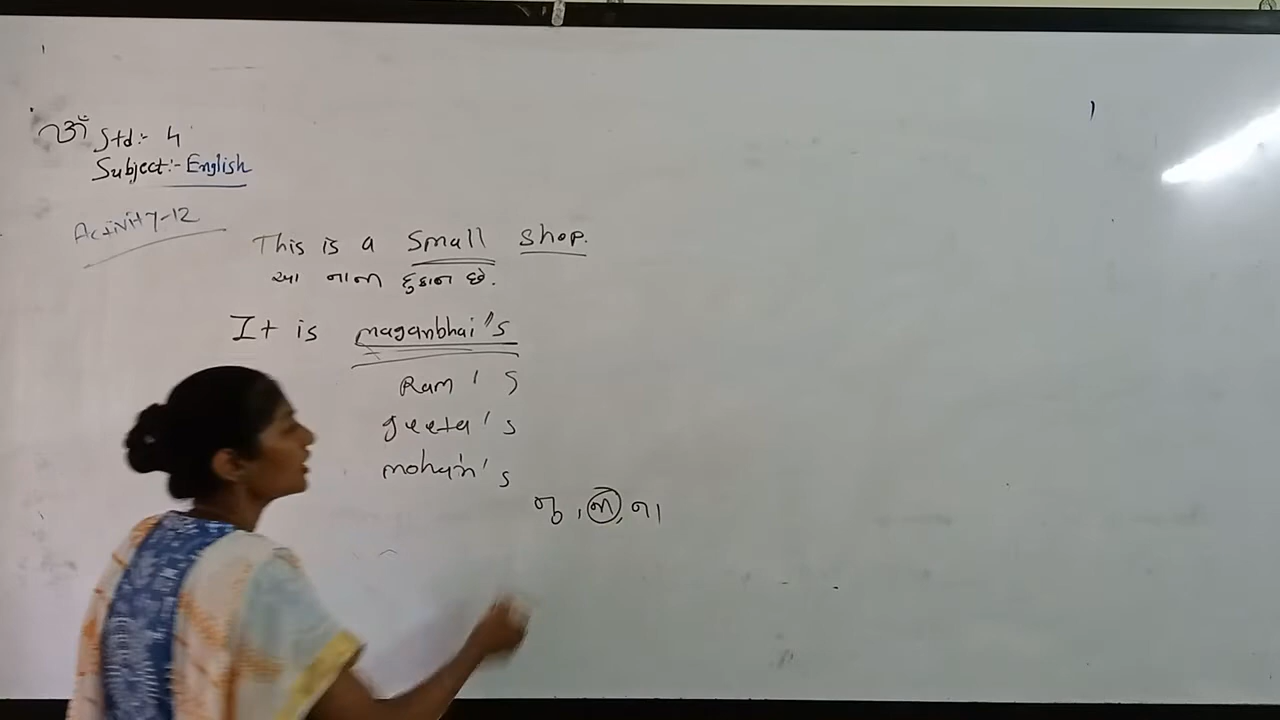 ૐ
Std:- 4
Subject:- English
Activity-12
This is a small shop.
આ નાની દુકાન છે.
It is maganbhai's
Ram's
geeta's
mohan's
નુ, ની, ના